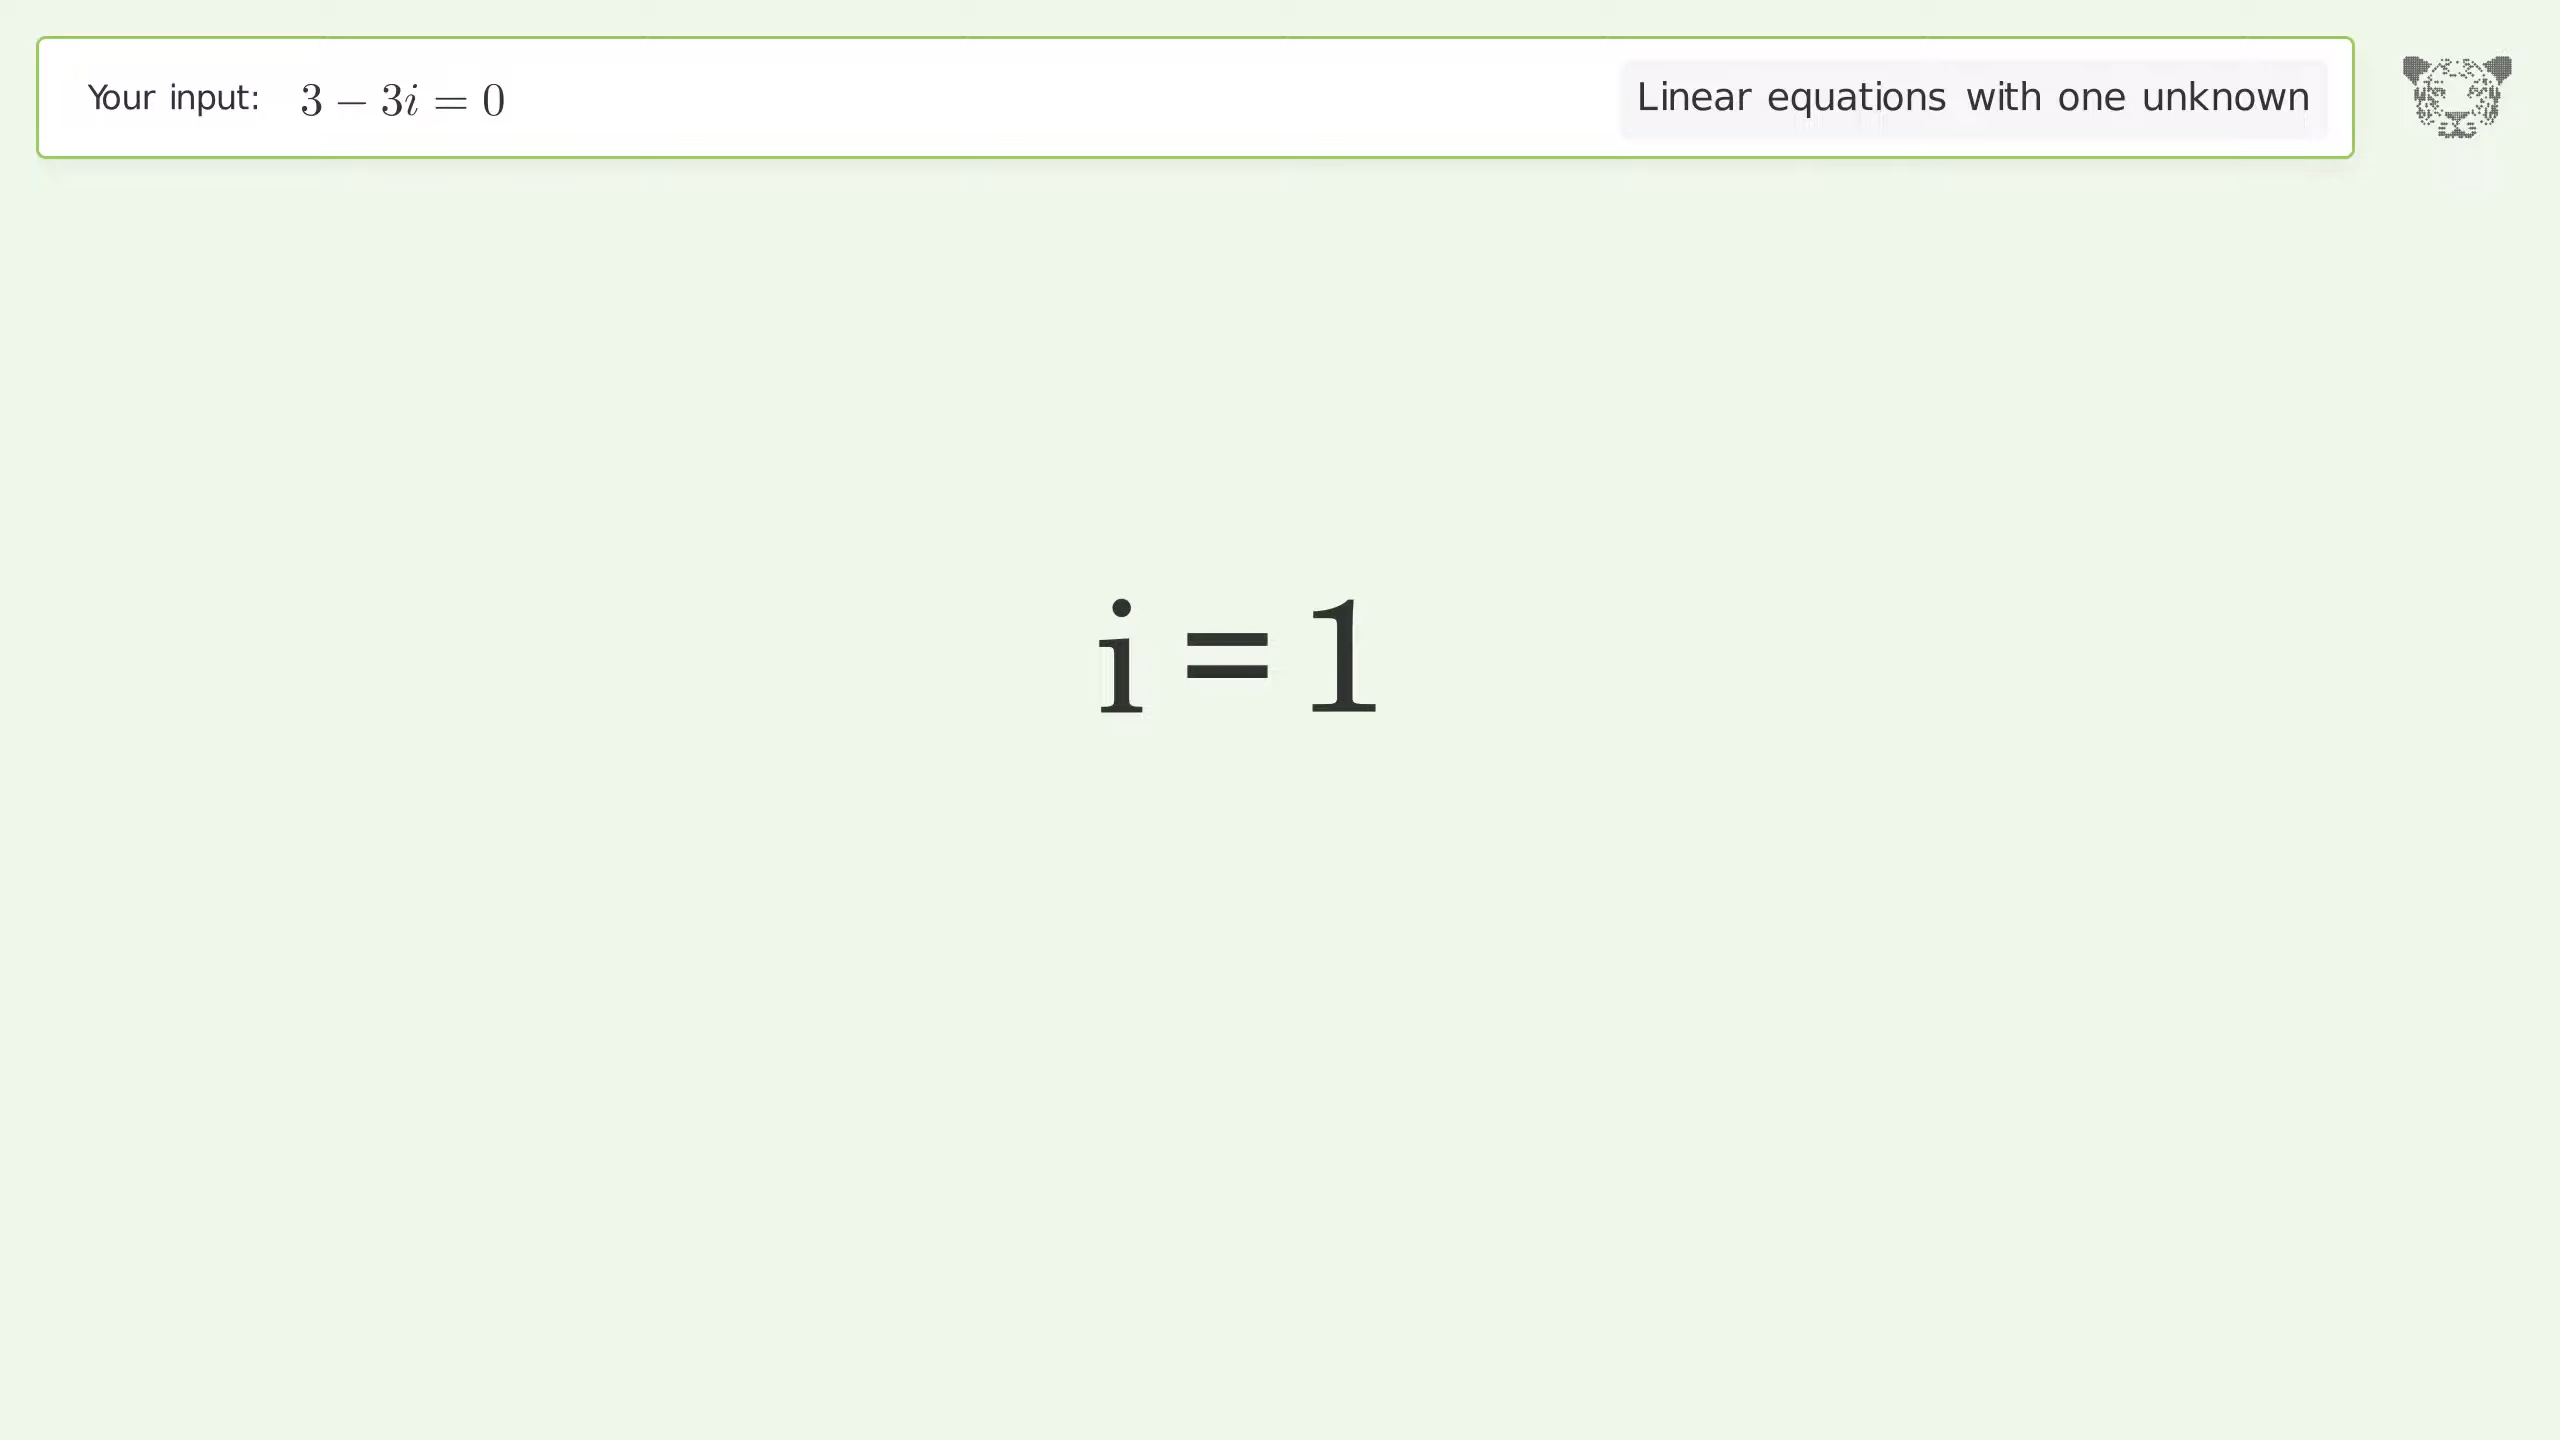 Your input: 3 − 3i = 0 Linear equations with one unknown
i = 1